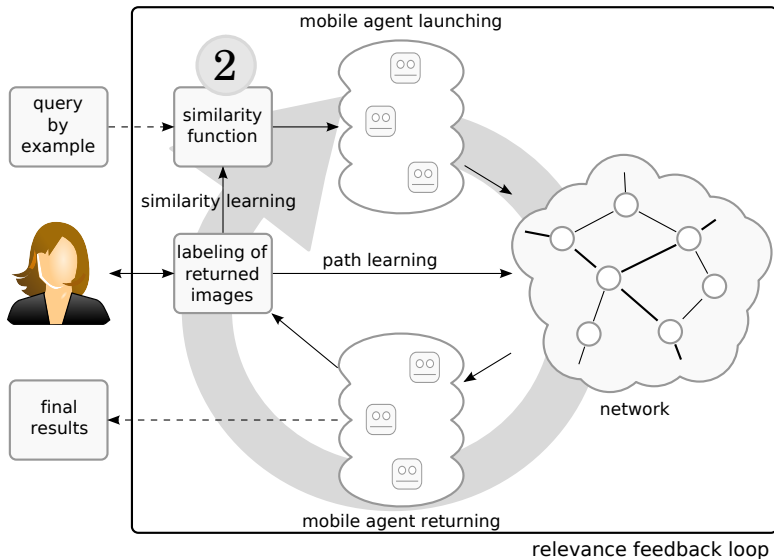 mobile agent launching
2
query
by
example
similarity
function
similarity learning
labeling of
returned
images
path learning
final
results
network
mobile agent returning
relevance feedback loop